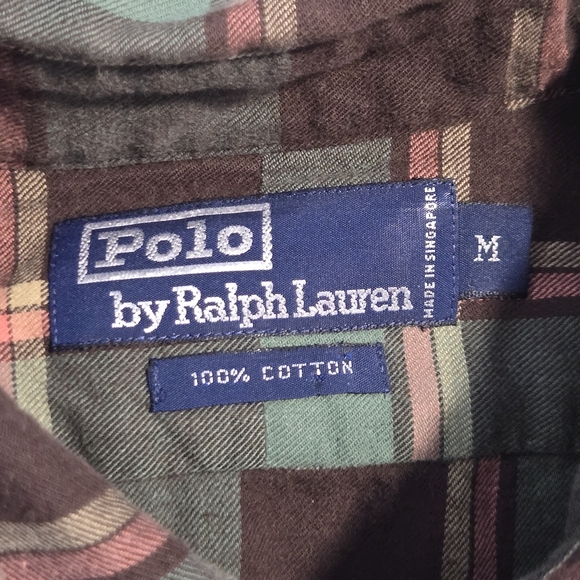 Polo
by Ralph Lauren
MADE IN SINGAPORE
M
100% COTTON